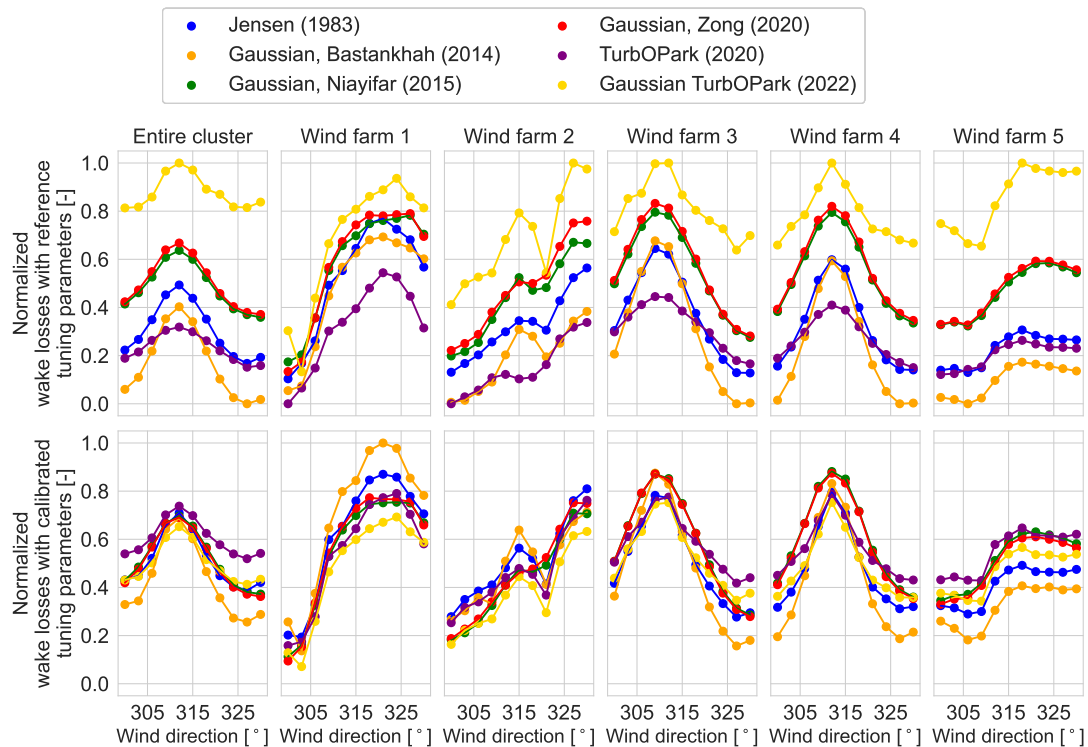 Jensen (1983)
Gaussian, Bastankhah (2014)
Gaussian, Niayifar (2015)
Gaussian, Zong (2020)
TurbOPark (2020)
Gaussian TurbOPark (2022)
Entire cluster
Wind farm 1
Wind farm 2
Wind farm 3
Wind farm 4
Wind farm 5
Normalized
wake losses with reference
tuning parameters [-]
1.0
0.8
0.6
0.4
0.2
0.0
Normalized
wake losses with calibrated
tuning parameters [-]
1.0
0.8
0.6
0.4
0.2
0.0
305 315 325
305 315 325
305 315 325
305 315 325
305 315 325
305 315 325
Wind direction [°]
Wind direction [°]
Wind direction [°]
Wind direction [°]
Wind direction [°]
Wind direction [°]